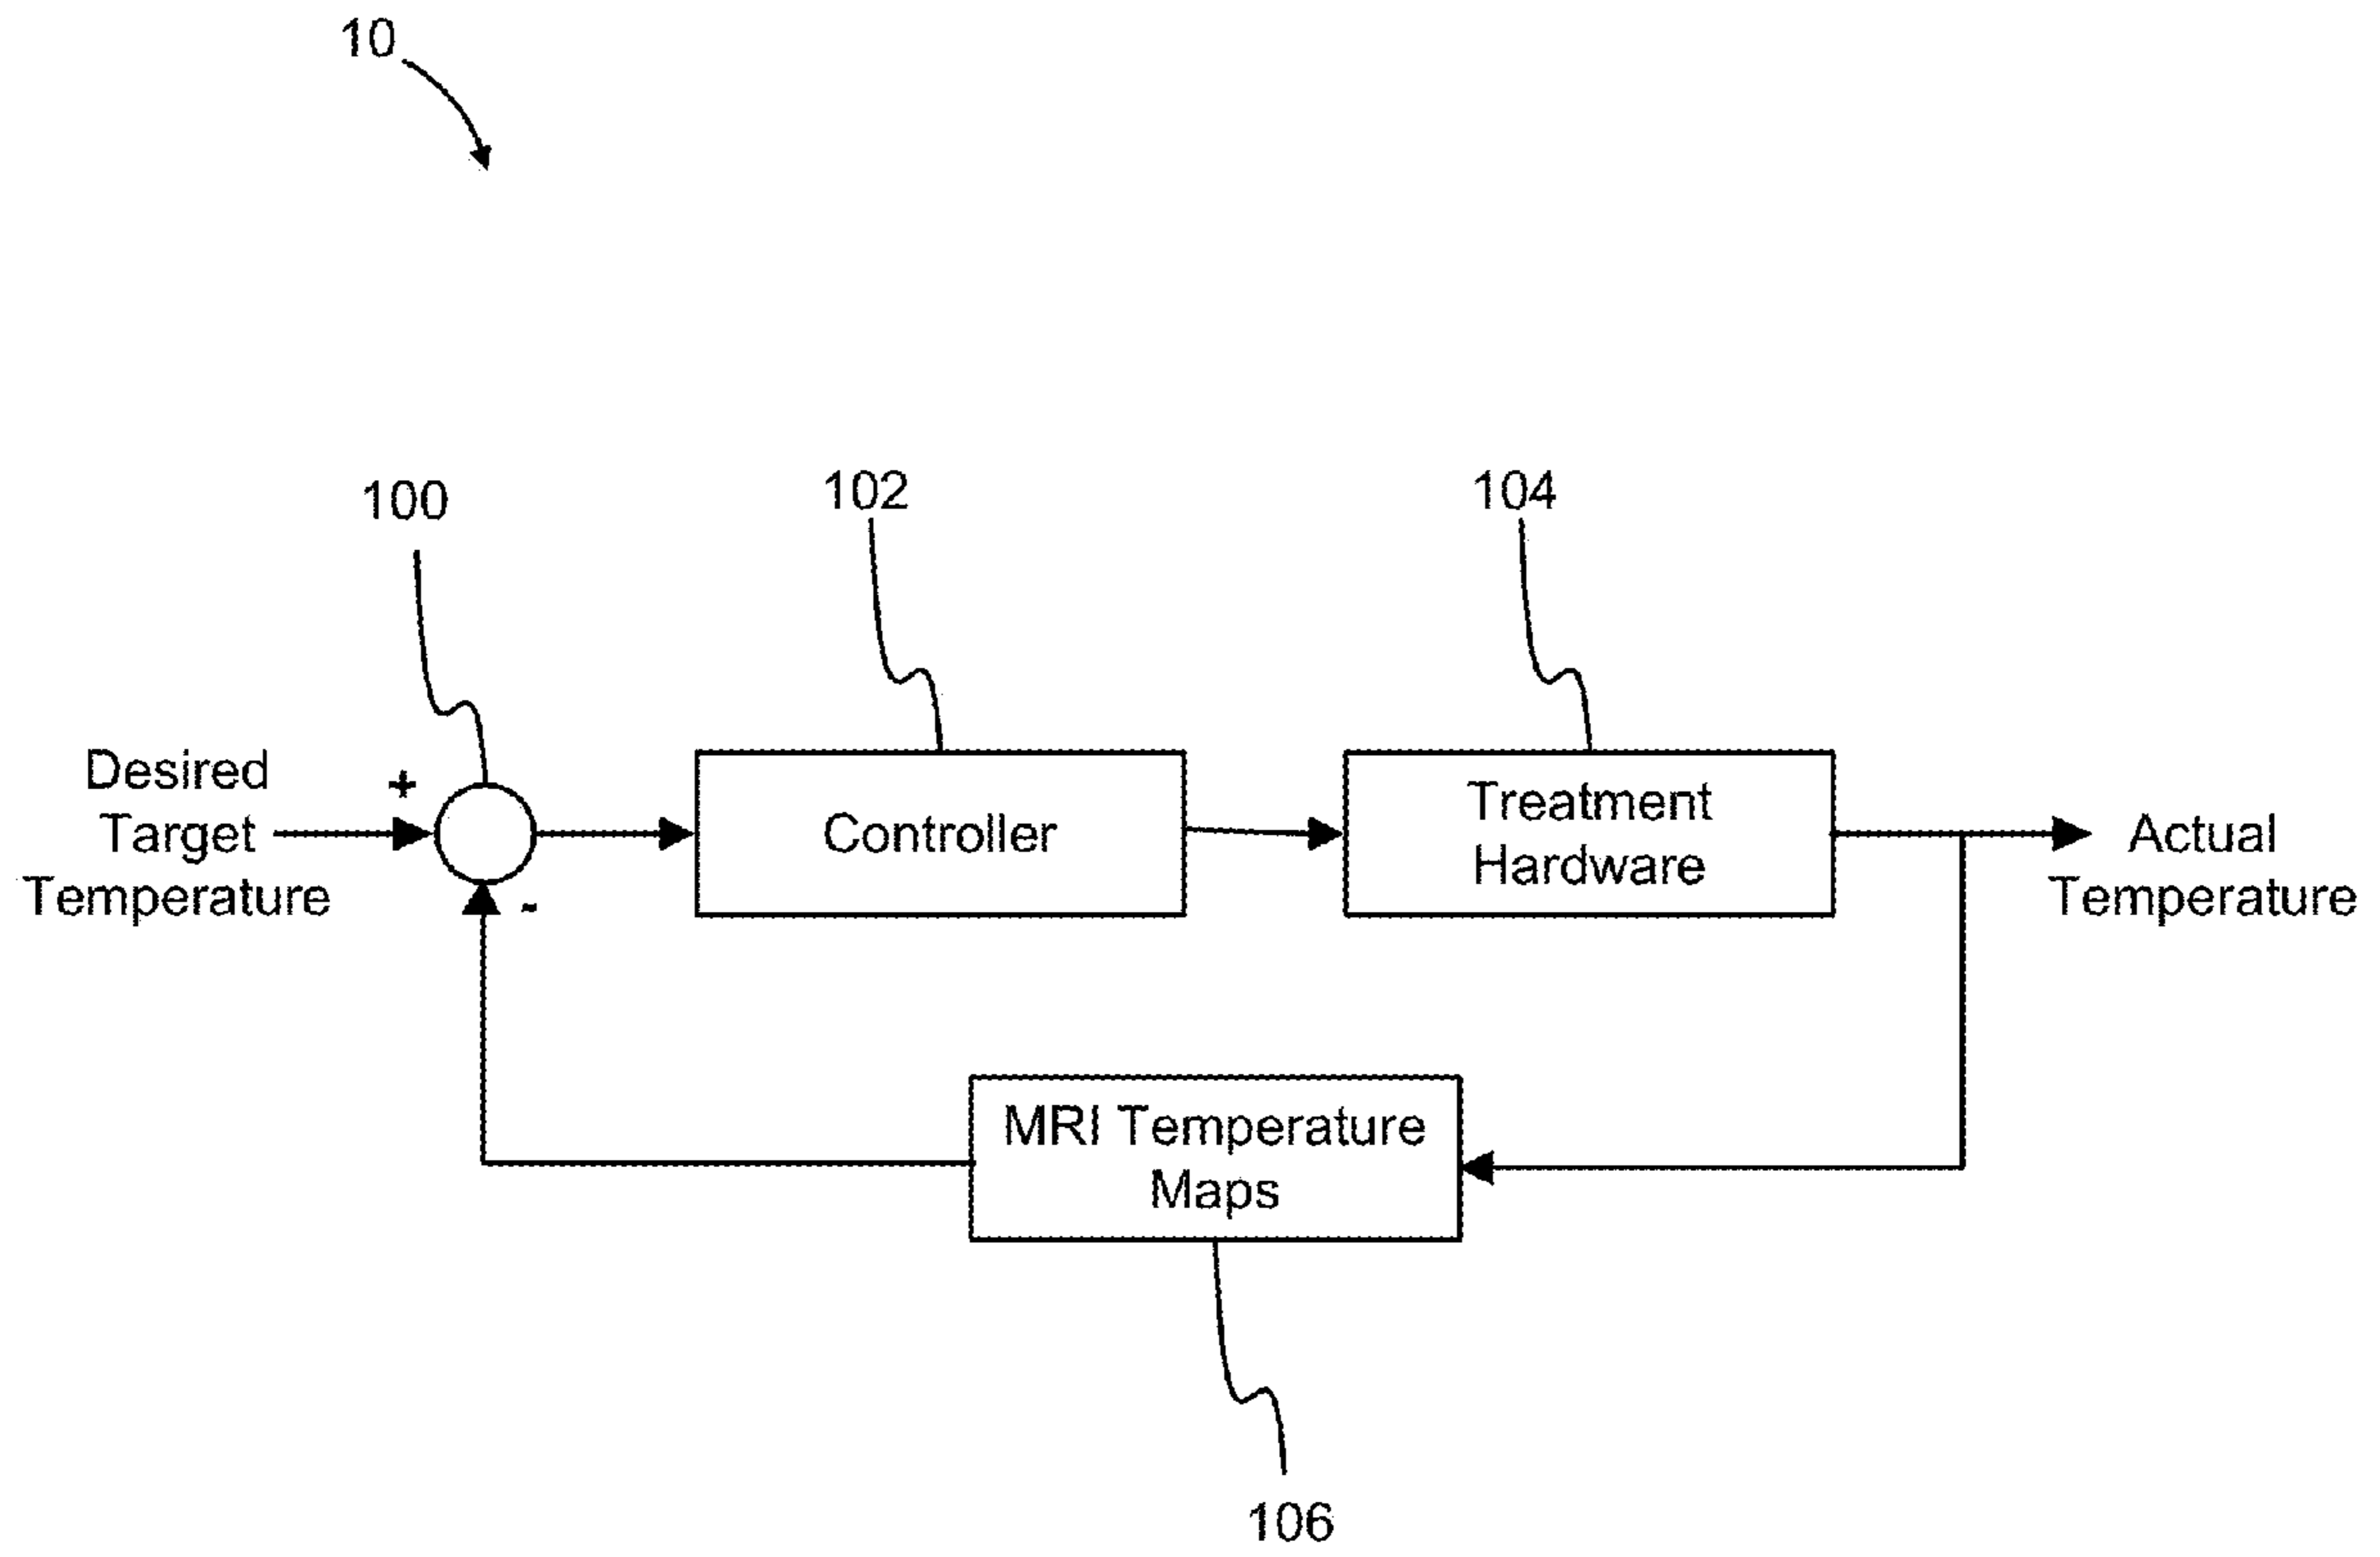 10
100
102
104
Desired
Target
Temperature
+
-
Controller
Treatment
Hardware
Actual
Temperature
MRI Temperature
Maps
106